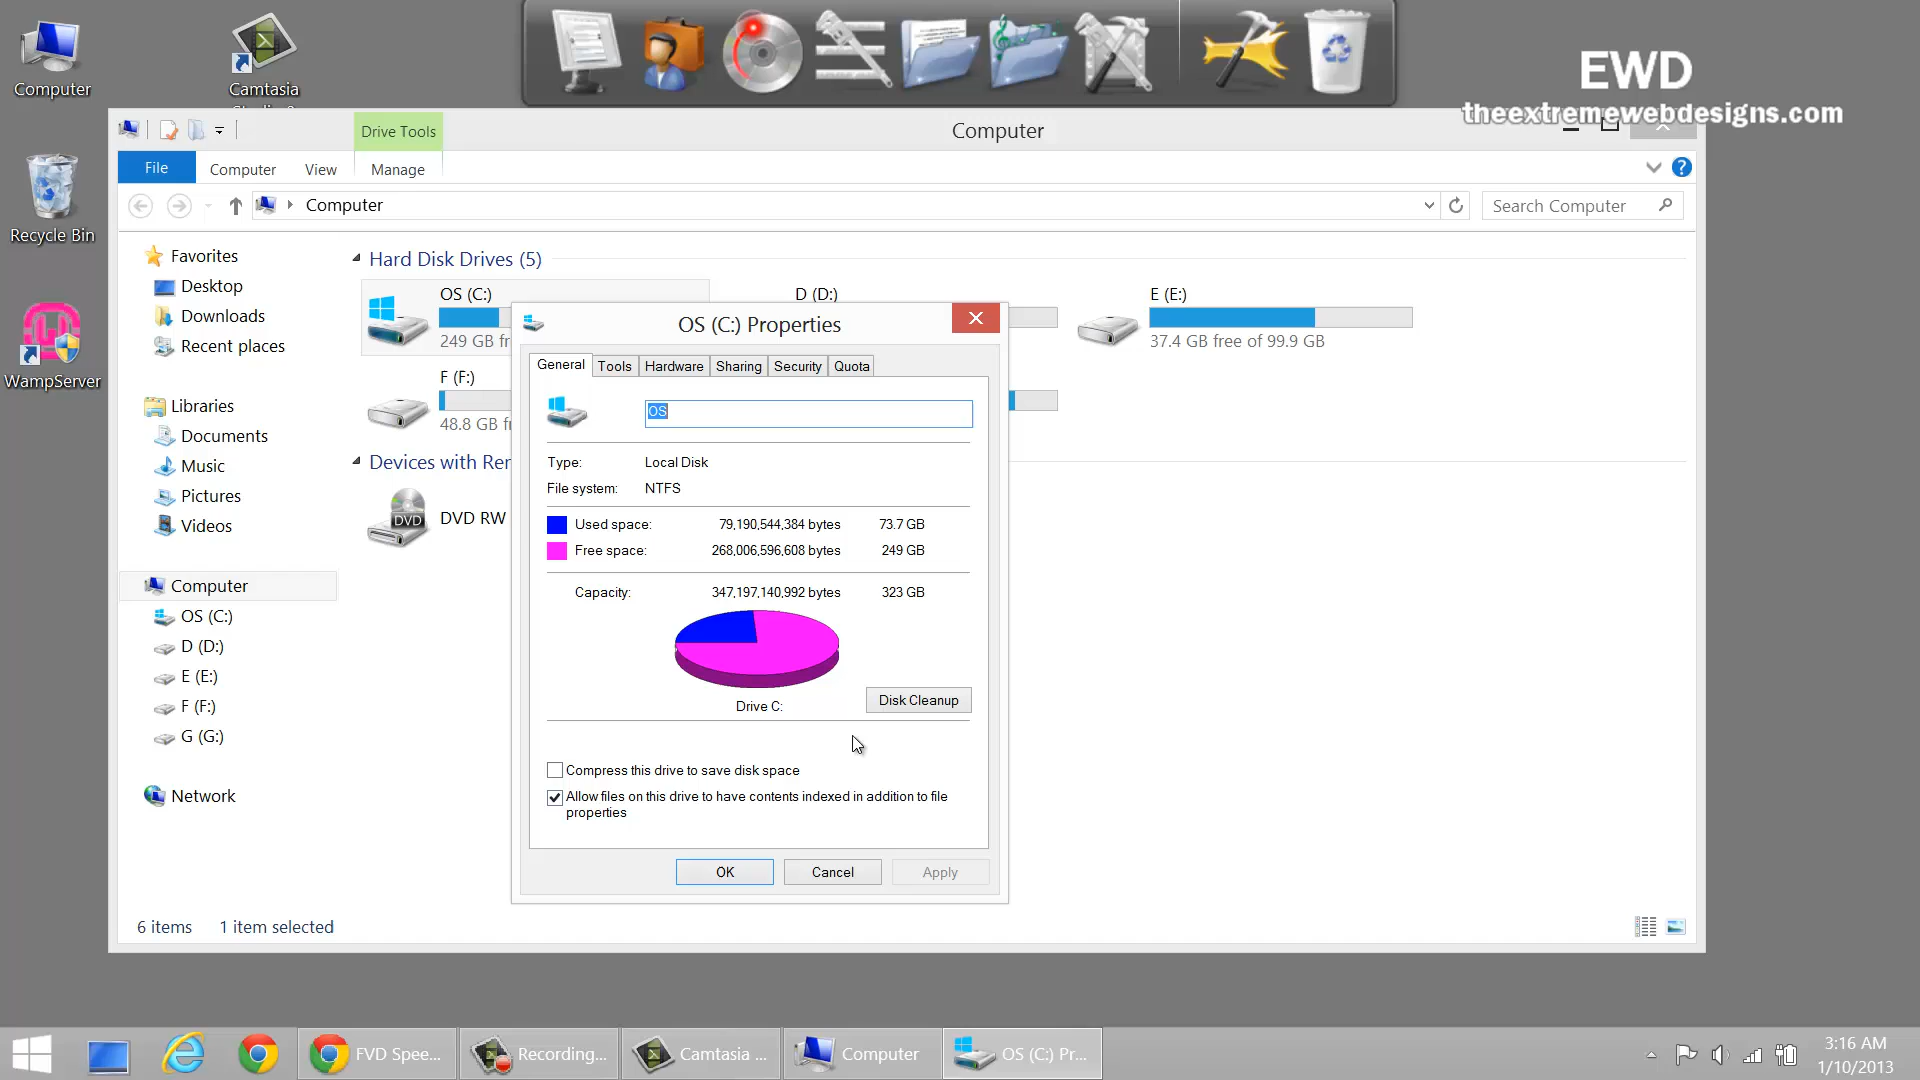 Computer
Camtasia
EWD
theextremewebdesigns.com
Drive Tools
Computer
File
Computer
View
Manage
Computer
Search Computer
Recycle Bin
WampServer
Favorites
Desktop
Downloads
Recent places
Libraries
Documents
Music
Pictures
Videos
Computer
OS (C:)
D (D:)
E (E:)
F (F:)
G (G:)
Network
Hard Disk Drives (5)
OS (C:)
249 GB fr
D (D:)
E (E:)
37.4 GB free of 99.9 GB
F (F:)
48.8 GB f
Devices with Rer
DVD
DVD RW
OS (C:) Properties
General
Tools
Hardware
Sharing
Security
Quota
OS
Type: Local Disk
File system: NTFS
Used space: 79,190,544,384 bytes 73.7 GB
Free space: 268,006,596,608 bytes 249 GB
Capacity: 347,197,140,992 bytes 323 GB
Drive C:
Disk Cleanup
Compress this drive to save disk space
Allow files on this drive to have contents indexed in addition to file
properties
OK
Cancel
Apply
6 items 1 item selected
FVD Spee...
Recording...
Camtasia ...
Computer
OS (C:) Pr...
3:16 AM
1/10/2013